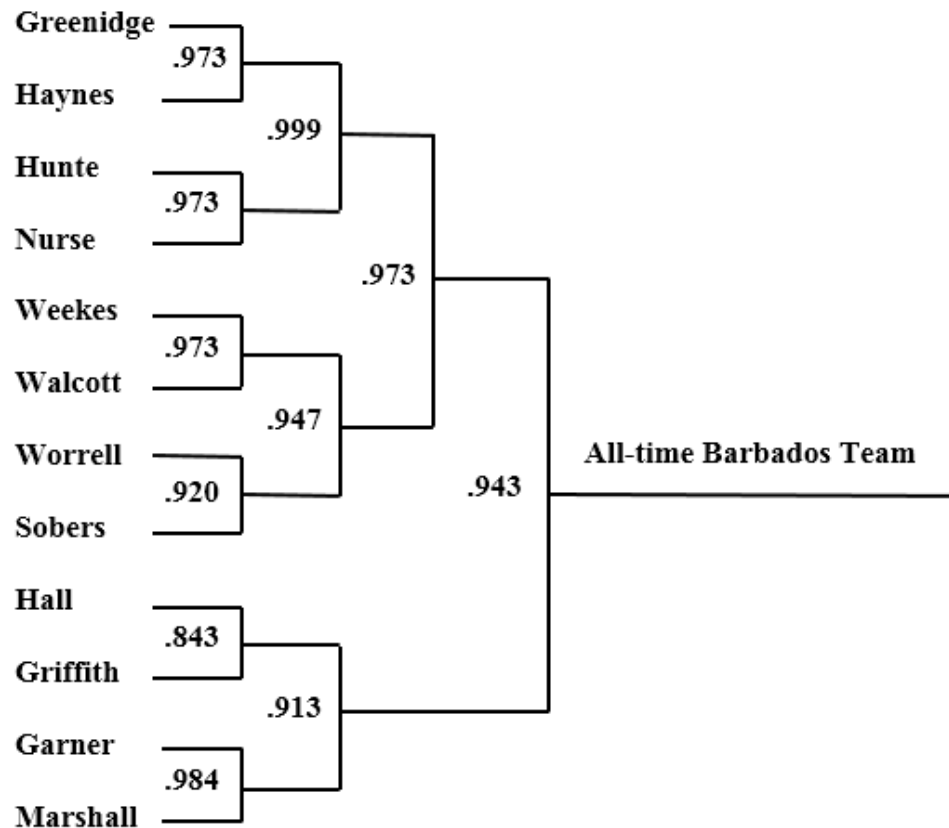 Greenidge
.973
Haynes
.999
Hunte
.973
Nurse
.973
Weekes
.973
Walcott
.947
Worrell
All-time Barbados Team
.920
.943
Sobers
Hall
.843
Griffith
.913
Garner
.984
Marshall